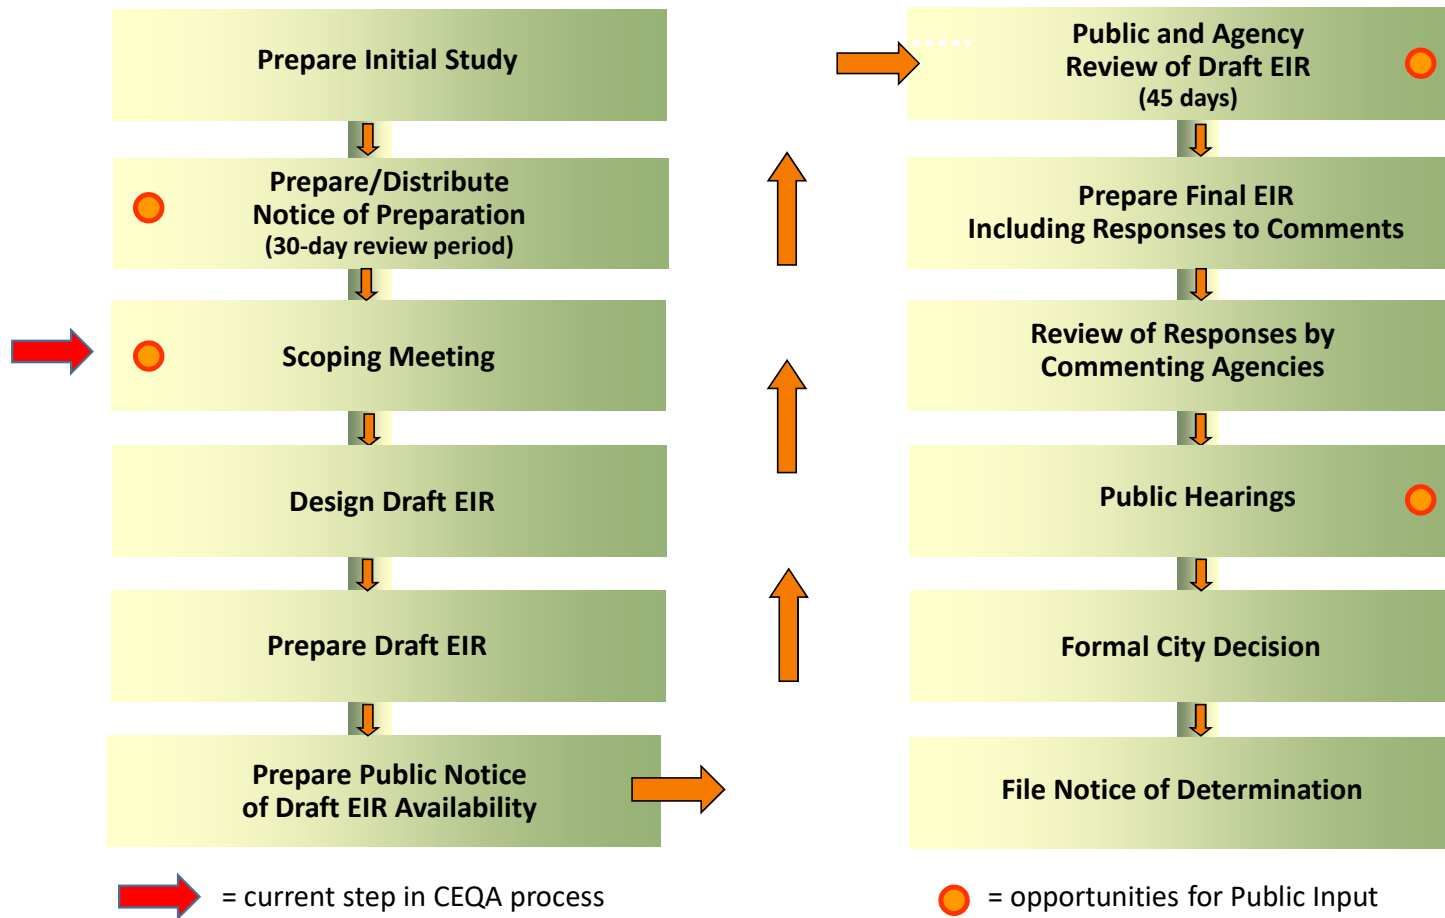 Prepare Initial Study
Prepare/Distribute
Notice of Preparation
(30-day review period)
Scoping Meeting
Design Draft EIR
Prepare Draft EIR
Prepare Public Notice
of Draft EIR Availability
Public and Agency
Review of Draft EIR
(45 days)
Prepare Final EIR
Including Responses to Comments
Review of Responses by
Commenting Agencies
Public Hearings
Formal City Decision
File Notice of Determination
= current step in CEQA process
= opportunities for Public Input